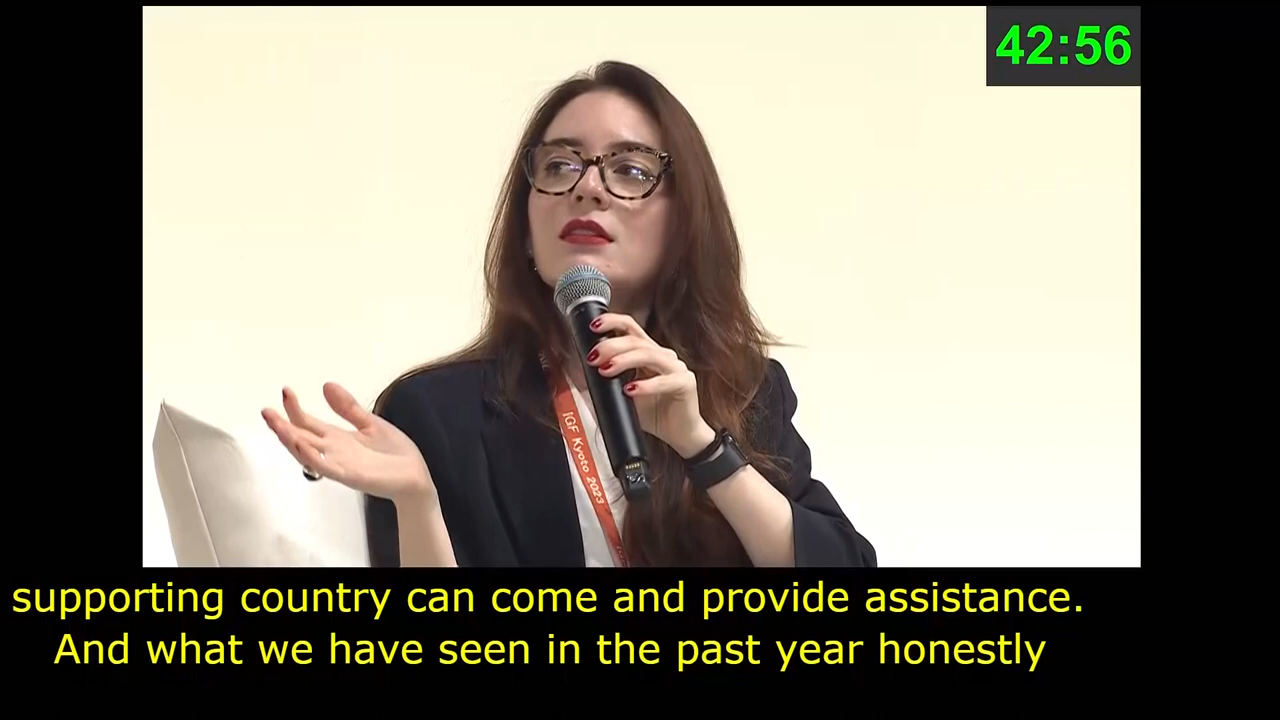 42:56
IGF Kyoto 2023
supporting country can come and provide assistance.
And what we have seen in the past year honestly